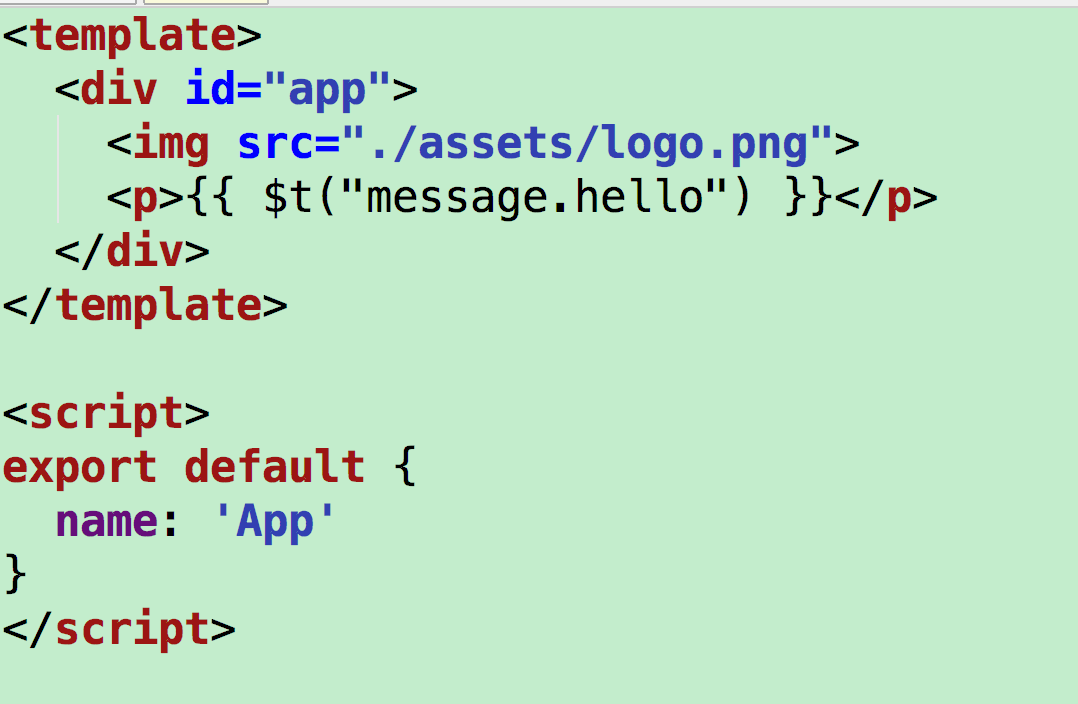 <template>
  <div id="app">
    <img src="./assets/logo.png">
    <p>{{ $t("message.hello") }}</p>
  </div>
</template>

<script>
export default {
  name: 'App'
}
</script>